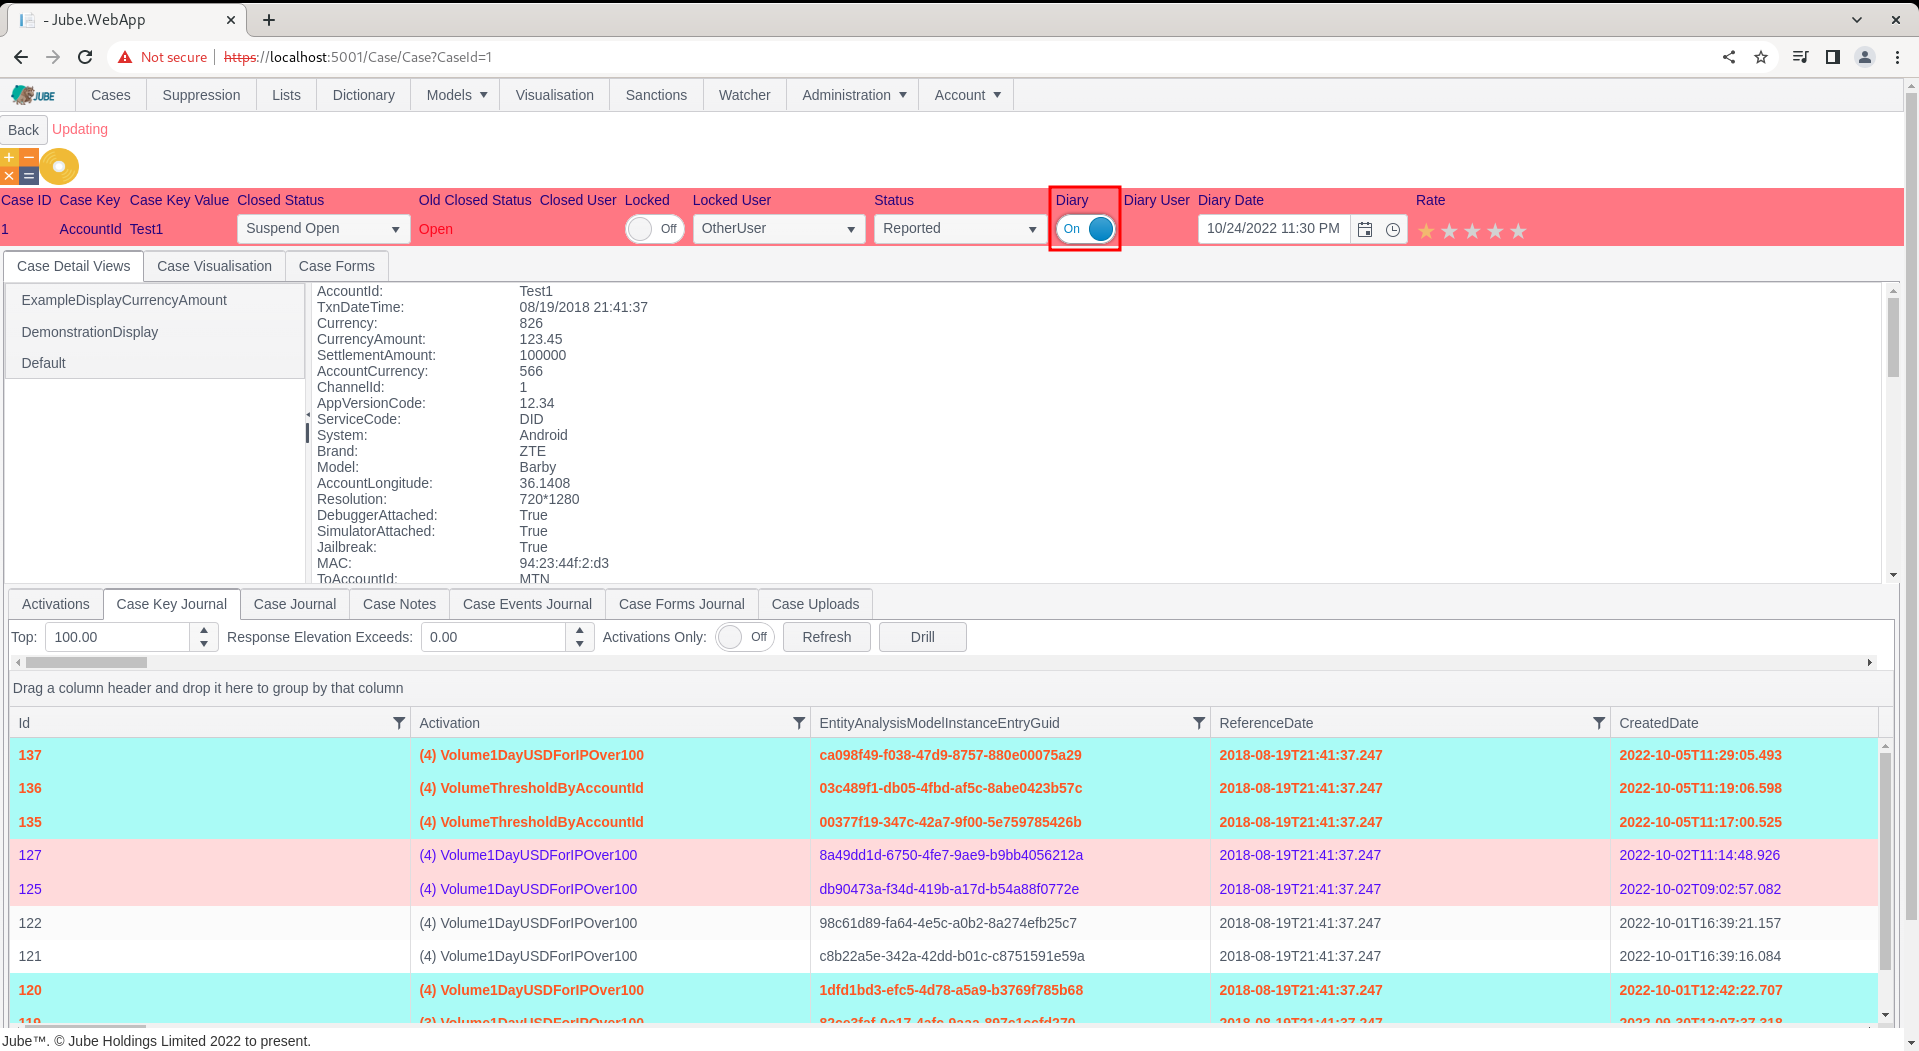 - Jube.WebApp
Not secure https://localhost:5001/Case/Case?CaseId=1
JUBE Cases Suppression Lists Dictionary Models Visualisation Sanctions Watcher Administration Account
Back Updating
Case ID Case Key Case Key Value Closed Status Old Closed Status Closed User Locked Locked User Status Diary Diary User Diary Date Rate
1 AccountId Test1 Suspend Open Open Off OtherUser Reported On 10/24/2022 11:30 PM
Case Detail Views Case Visualisation Case Forms
ExampleDisplayCurrencyAmount
DemonstrationDisplay
Default
AccountId: Test1
TxnDateTime: 08/19/2018 21:41:37
Currency: 826
CurrencyAmount: 123.45
SettlementAmount: 100000
AccountCurrency: 566
ChannelId: 1
AppVersionCode: 12.34
ServiceCode: DID
System: Android
Brand: ZTE
Model: Barby
AccountLongitude: 36.1408
Resolution: 720*1280
DebuggerAttached: True
SimulatorAttached: True
Jailbreak: True
MAC: 94:23:44f:2:d3
ToAccountId: MTN
Activations Case Key Journal Case Journal Case Notes Case Events Journal Case Forms Journal Case Uploads
Top: 100.00 Response Elevation Exceeds: 0.00 Activations Only: Off Refresh Drill
Drag a column header and drop it here to group by that column
Id Activation EntityAnalysisModelInstanceEntryGuid ReferenceDate CreatedDate
137 (4) Volume1DayUSDForIPOver100 ca098f49-f038-47d9-8757-880e00075a29 2018-08-19T21:41:37.247 2022-10-05T11:29:05.493
136 (4) VolumeThresholdByAccountId 03c489f1-db05-4fbd-af5c-8abe0423b57c 2018-08-19T21:41:37.247 2022-10-05T11:19:06.598
135 (4) VolumeThresholdByAccountId 00377f19-347c-42a7-9f00-5e759785426b 2018-08-19T21:41:37.247 2022-10-05T11:17:00.525
127 (4) Volume1DayUSDForIPOver100 8a49dd1d-6750-4fe7-9ae9-b9bb4056212a 2018-08-19T21:41:37.247 2022-10-02T11:14:48.926
125 (4) Volume1DayUSDForIPOver100 db90473a-f34d-419b-a17d-b54a88f0772e 2018-08-19T21:41:37.247 2022-10-02T09:02:57.082
122 (4) Volume1DayUSDForIPOver100 98c61d89-fa64-4e5c-a0b2-8a274efb25c7 2018-08-19T21:41:37.247 2022-10-01T16:39:21.157
121 (4) Volume1DayUSDForIPOver100 c8b22a5e-342a-42dd-b01c-c8751591e59a 2018-08-19T21:41:37.247 2022-10-01T16:39:16.084
120 (4) Volume1DayUSDForIPOver100 1dfd1bd3-efc5-4d78-a5a9-b3769f785b68 2018-08-19T21:41:37.247 2022-10-01T12:42:22.707
119 (3) Volume1DayUSDForIPOver100 2018-08-19T21:41:37.247
Jube™. © Jube Holdings Limited 2022 to present.